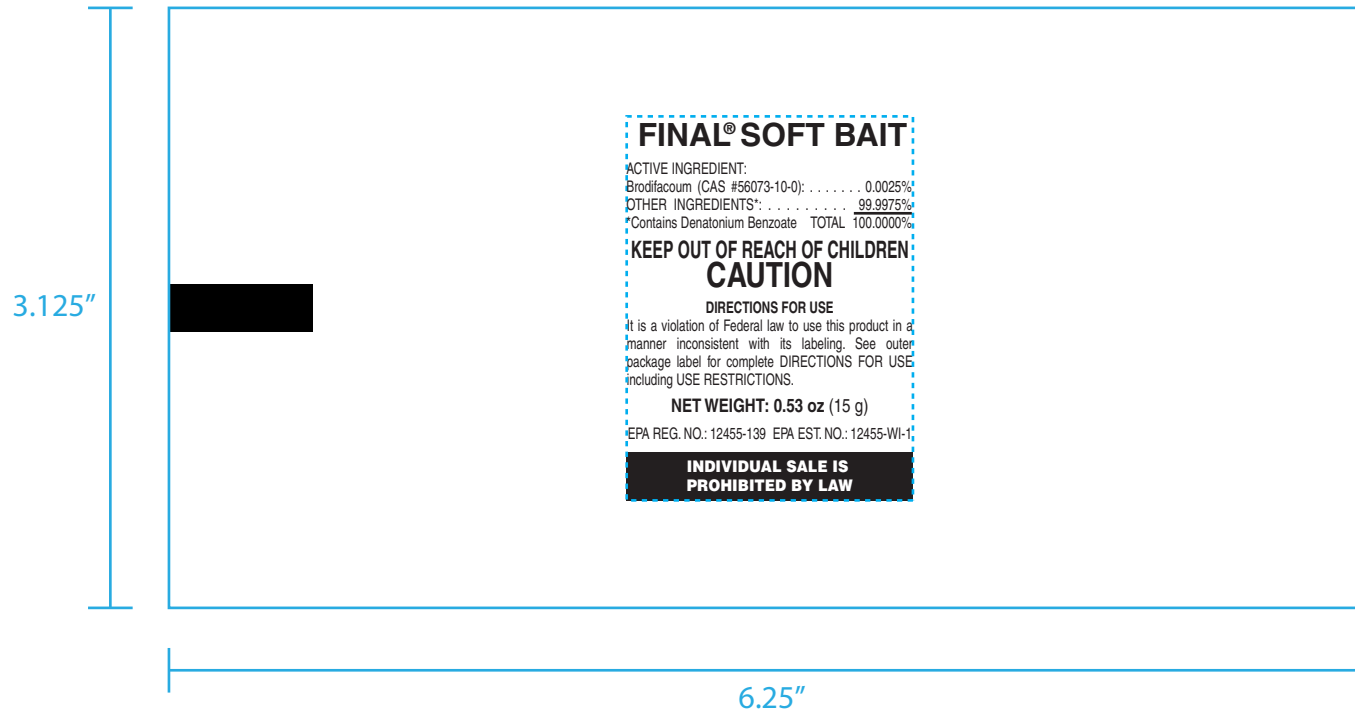 FINAL® SOFT BAIT
ACTIVE INGREDIENT:
Brodifacoum (CAS #56073-10-0): . . . . . . . 0.0025%
OTHER INGREDIENTS*: . . . . . . . . . 99.9975%
*Contains Denatonium Benzoate TOTAL 100.0000%
KEEP OUT OF REACH OF CHILDREN
CAUTION
DIRECTIONS FOR USE
It is a violation of Federal law to use this product in a
manner inconsistent with its labeling. See outer
package label for complete DIRECTIONS FOR USE
including USE RESTRICTIONS.
NET WEIGHT: 0.53 oz (15 g)
EPA REG. NO.: 12455-139 EPA EST. NO.: 12455-WI-1
INDIVIDUAL SALE IS
PROHIBITED BY LAW
3.125"
6.25"